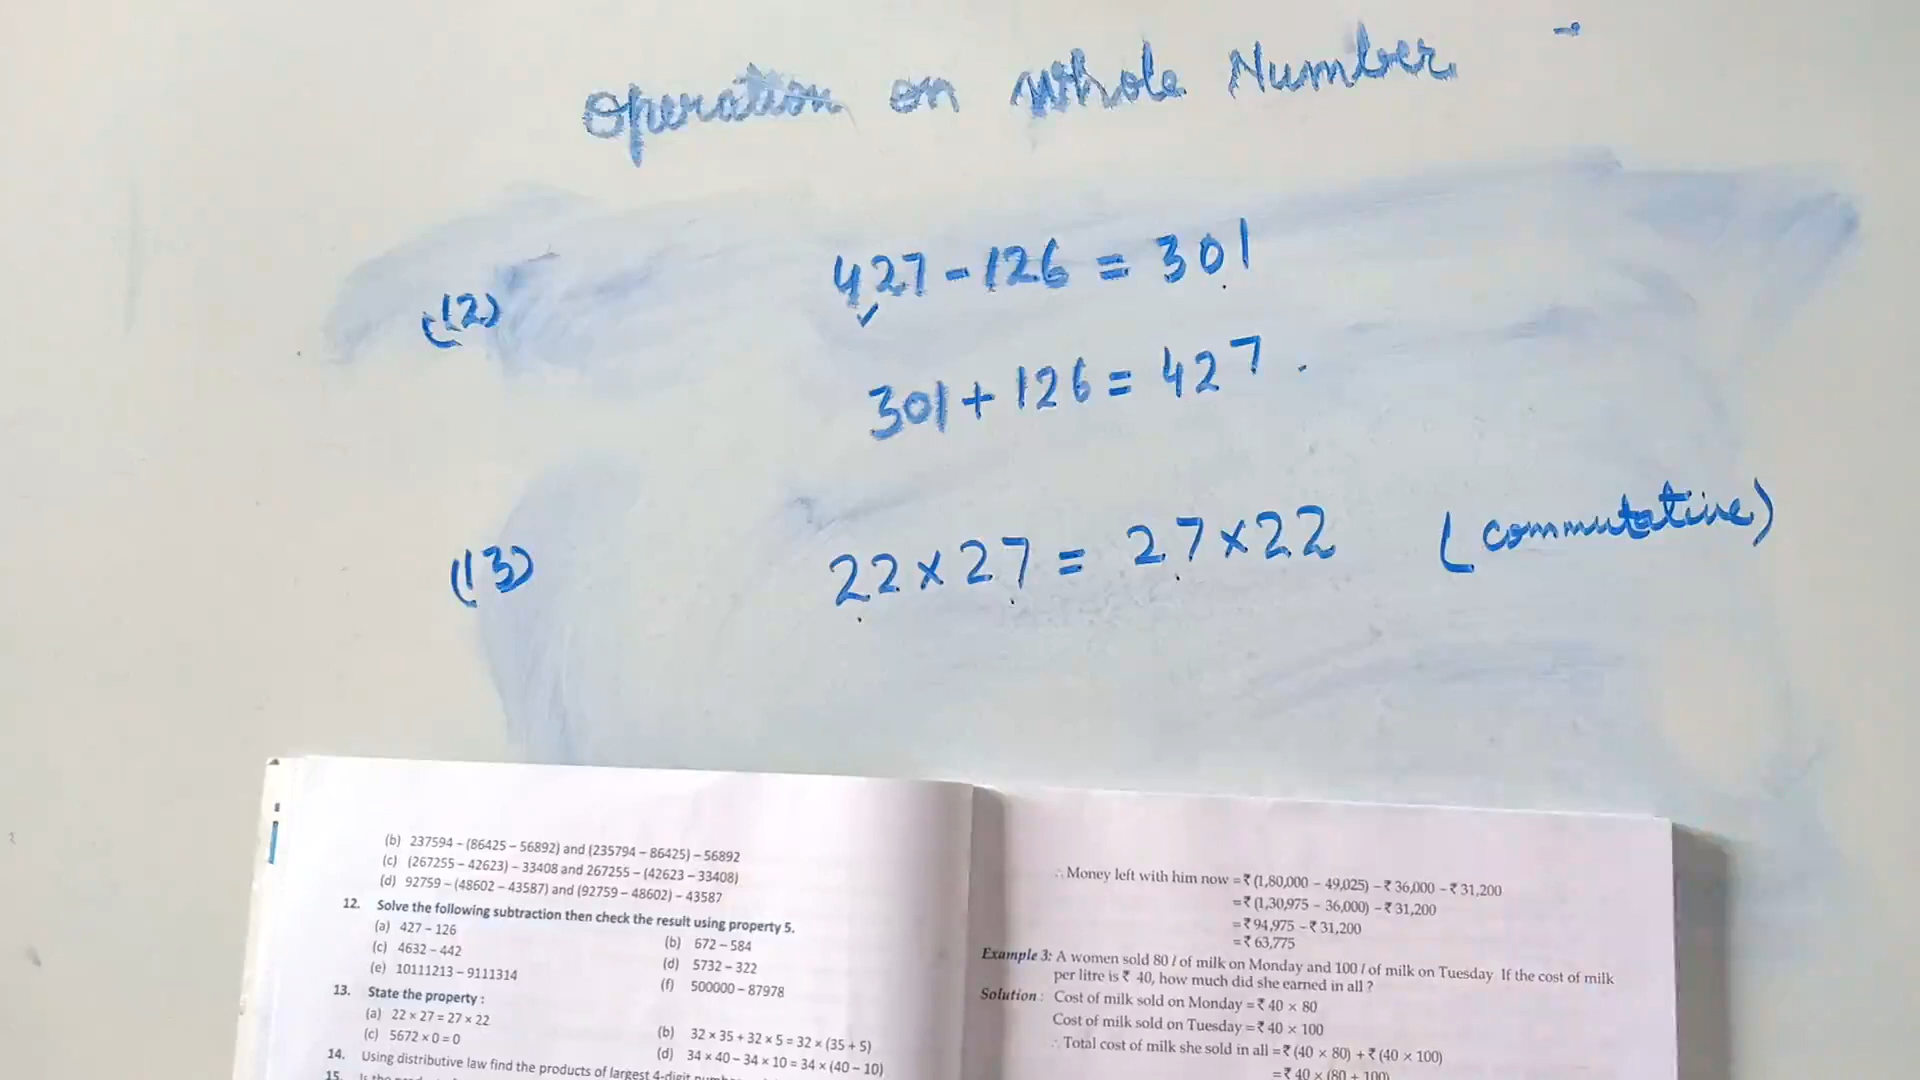 Operation on Whole Number
(12) 427 - 126 = 301
301 + 126 = 427.
(13) 22 × 27 = 27 × 22 (commutative)
(b) 237594 – (86425 – 56892) and (235794 – 86425) – 56892
(c) (267255 – 42623) – 33408 and 267255 – (42623 – 33408)
(d) 92759 – (48602 – 43587) and (92759 – 48602) – 43587
12. Solve the following subtraction then check the result using property 5.
(a) 427 – 126 (b) 672 – 584
(c) 4632 – 442 (d) 5732 – 322
(e) 10111213 – 9111314 (f) 500000 – 87978
13. State the property :
(a) 22 × 27 = 27 × 22 (b) 32 × 35 + 32 × 5 = 32 × (35 + 5)
(c) 5672 × 0 = 0 (d) 34 × 40 – 34 × 10 = 34 × (40 – 10)
14. Using distributive law find the products of largest 4-digit
15. Is the
∴ Money left with him now = ₹ (1,80,000 – 49,025) – ₹ 36,000 – ₹ 31,200
= ₹ (1,30,975 – 36,000) – ₹ 31,200
= ₹ 94,975 – ₹ 31,200
= ₹ 63,775
Example 3: A women sold 80 l of milk on Monday and 100 l of milk on Tuesday If the cost of milk
per litre is ₹ 40, how much did she earned in all ?
Solution : Cost of milk sold on Monday = ₹ 40 × 80
Cost of milk sold on Tuesday = ₹ 40 × 100
∴ Total cost of milk she sold in all = ₹ (40 × 80) + ₹ (40 × 100)
= ₹ 40 × (80 + 100)